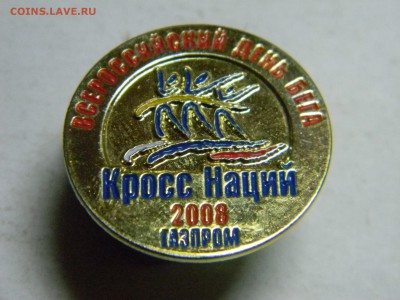 COINS.LAVE.RU
ВСЕРОССИЙСКИЙ ДЕНЬ БЕГА
Кросс Наций
2008
ГАЗПРОМ